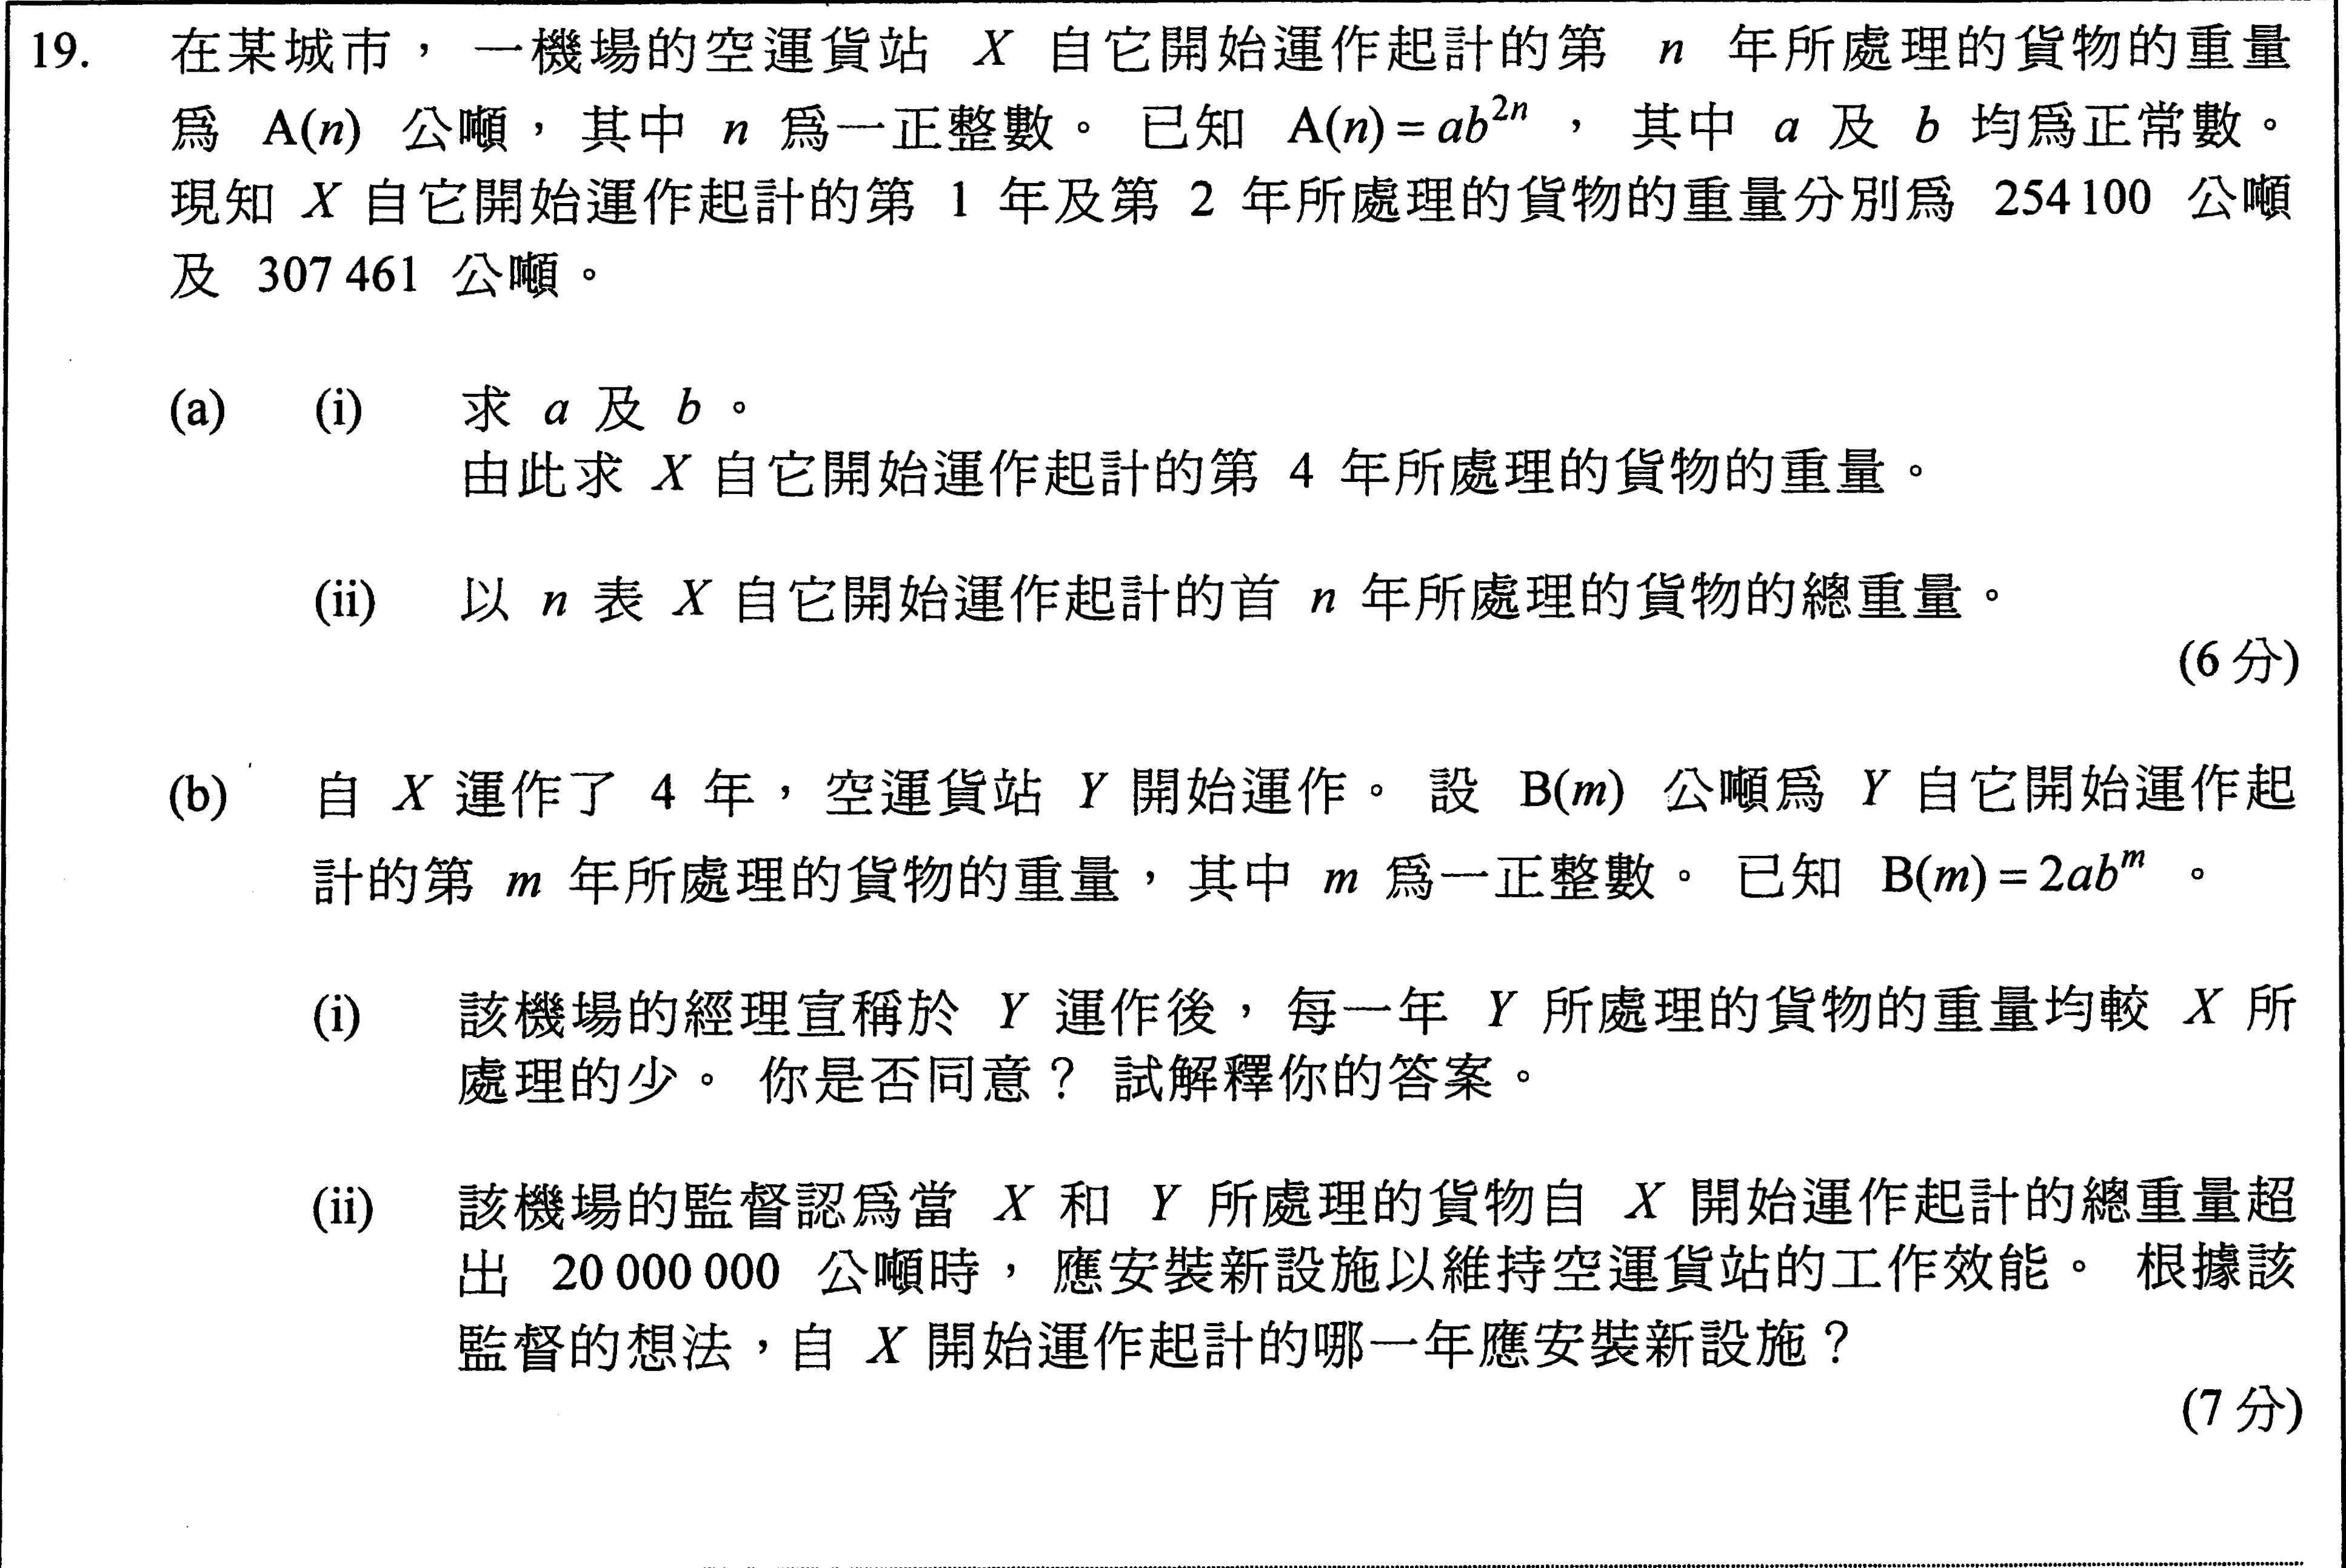 19. 在某城市，一機場的空運貨站 X 自它開始運作起計的第 n 年所處理的貨物的重量
爲 A(n) 公噸，其中 n 爲一正整數。已知 A(n) = ab²ⁿ ，其中 a 及 b 均爲正常數。
現知 X 自它開始運作起計的第 1 年及第 2 年所處理的貨物的重量分別爲 254 100 公噸
及 307 461 公噸。
(a) (i) 求 a 及 b 。
由此求 X 自它開始運作起計的第 4 年所處理的貨物的重量。
(ii) 以 n 表 X 自它開始運作起計的首 n 年所處理的貨物的總重量。
(6 分)
(b) 自 X 運作了 4 年，空運貨站 Y 開始運作。設 B(m) 公噸爲 Y 自它開始運作起
計的第 m 年所處理的貨物的重量，其中 m 爲一正整數。已知 B(m) = 2abᵐ 。
(i) 該機場的經理宣稱於 Y 運作後，每一年 Y 所處理的貨物的重量均較 X 所
處理的少。你是否同意？試解釋你的答案。
(ii) 該機場的監督認爲當 X 和 Y 所處理的貨物自 X 開始運作起計的總重量超
出 20 000 000 公噸時，應安裝新設施以維持空運貨站的工作效能。根據該
監督的想法，自 X 開始運作起計的哪一年應安裝新設施？
(7 分)